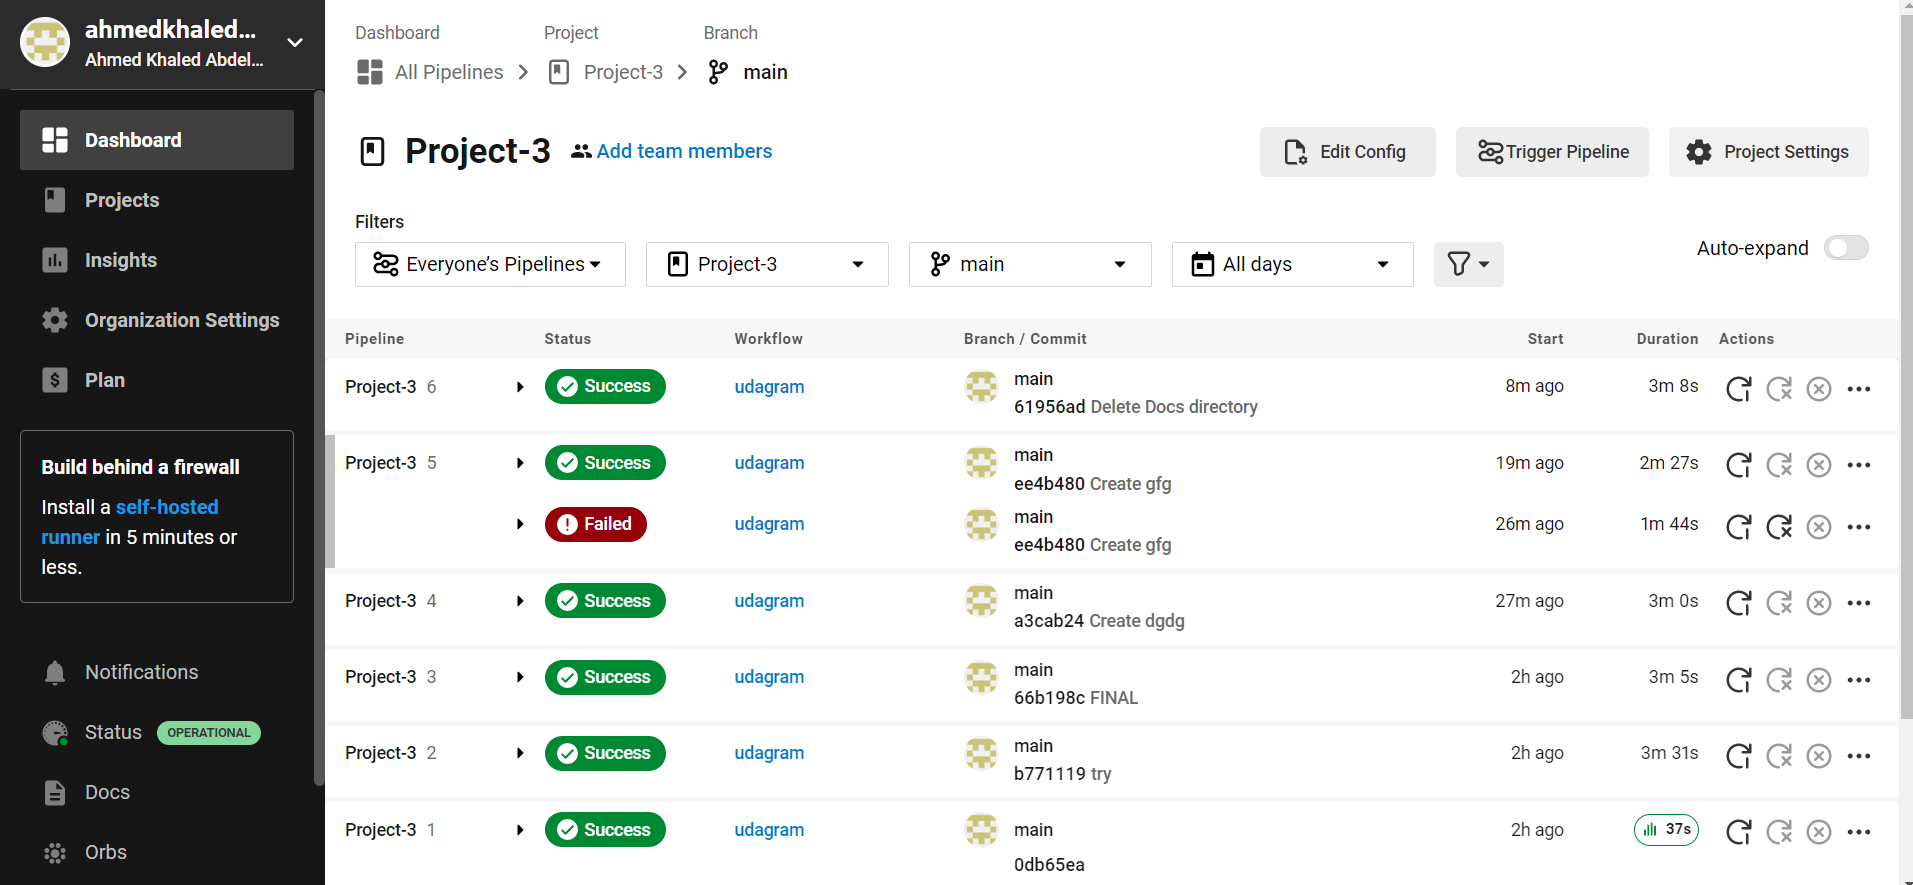 ahmedkhaled...
Ahmed Khaled Abdel...
Dashboard
Projects
Insights
Organization Settings
Plan
Build behind a firewall
Install a self-hosted
runner in 5 minutes or
less.
Notifications
Status OPERATIONAL
Docs
Orbs
Dashboard Project Branch
All Pipelines Project-3 main
Project-3 Add team members
Edit Config Trigger Pipeline Project Settings
Filters
Everyone’s Pipelines Project-3 main All days
Auto-expand
Pipeline Status Workflow Branch / Commit Start Duration Actions
Project-3 6 Success udagram main 8m ago 3m 8s
61956ad Delete Docs directory
Project-3 5 Success udagram main 19m ago 2m 27s
ee4b480 Create gfg
Failed udagram main 26m ago 1m 44s
ee4b480 Create gfg
Project-3 4 Success udagram main 27m ago 3m 0s
a3cab24 Create dgdg
Project-3 3 Success udagram main 2h ago 3m 5s
66b198c FINAL
Project-3 2 Success udagram main 2h ago 3m 31s
b771119 try
Project-3 1 Success udagram main 2h ago 37s
0db65ea